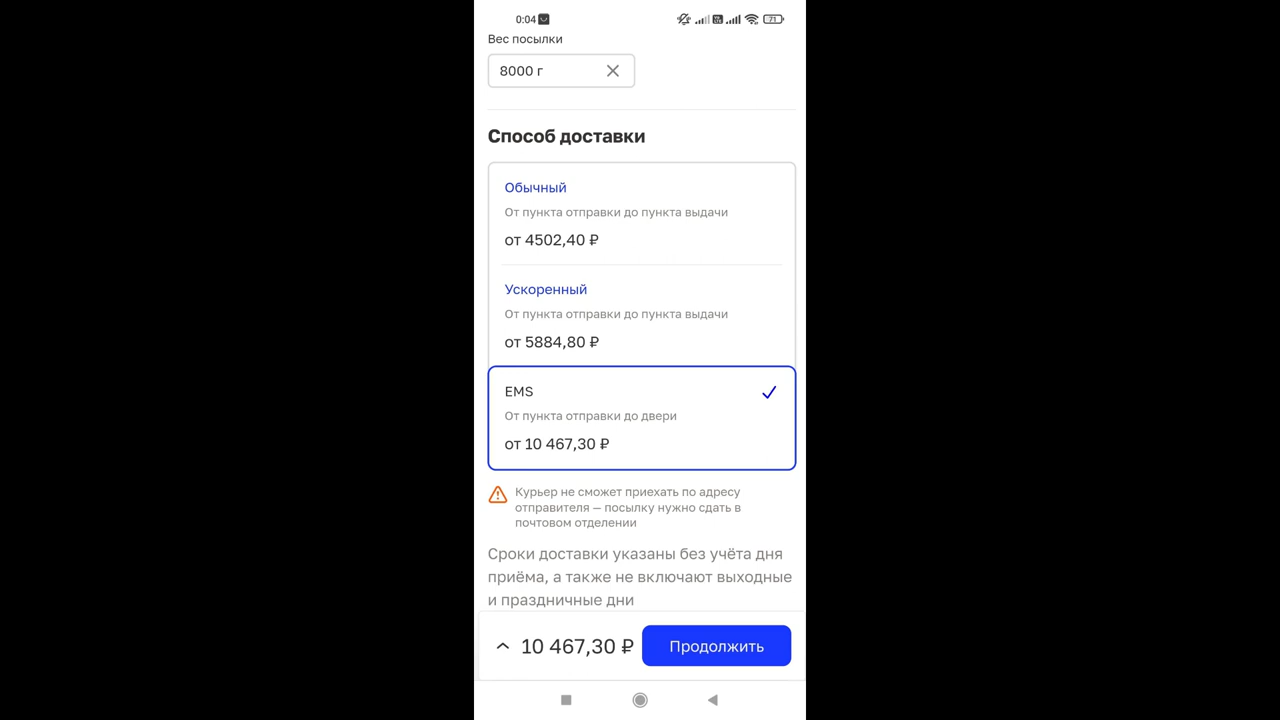 0:04
71
Вес посылки
8000 г
Способ доставки
Обычный
От пункта отправки до пункта выдачи
от 4502,40 ₽
Ускоренный
От пункта отправки до пункта выдачи
от 5884,80 ₽
EMS
От пункта отправки до двери
от 10 467,30 ₽
Курьер не сможет приехать по адресу
отправителя — посылку нужно сдать в
почтовом отделении
Сроки доставки указаны без учёта дня
приёма, а также не включают выходные
и праздничные дни
10 467,30 ₽
Продолжить